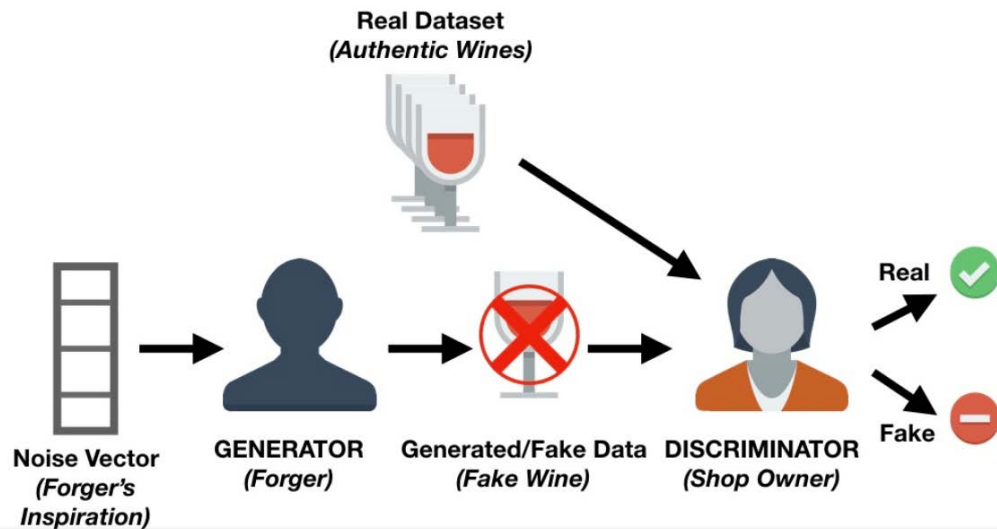 Real Dataset
(Authentic Wines)
Real
Fake
Noise Vector
(Forger's
Inspiration)
GENERATOR
(Forger)
Generated/Fake Data
(Fake Wine)
DISCRIMINATOR
(Shop Owner)